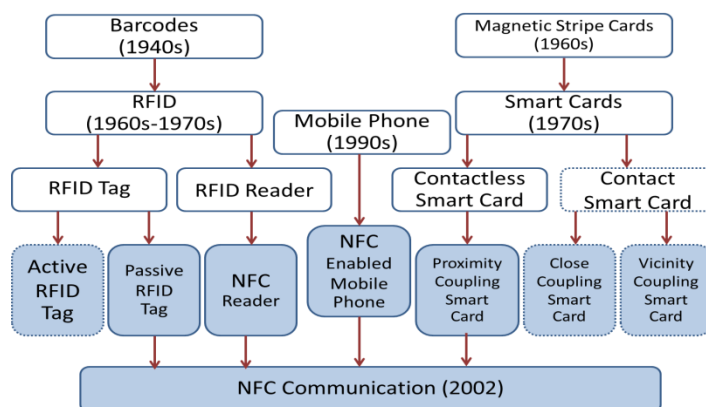 Barcodes
(1940s)
Magnetic Stripe Cards
(1960s)
RFID
(1960s-1970s)
Mobile Phone
(1990s)
Smart Cards
(1970s)
RFID Tag
RFID Reader
Contactless
Smart Card
Contact
Smart Card
Active
RFID
Tag
Passive
RFID
Tag
NFC
Reader
NFC
Enabled
Mobile
Phone
Proximity
Coupling
Smart
Card
Close
Coupling
Smart
Card
Vicinity
Coupling
Smart
Card
NFC Communication (2002)